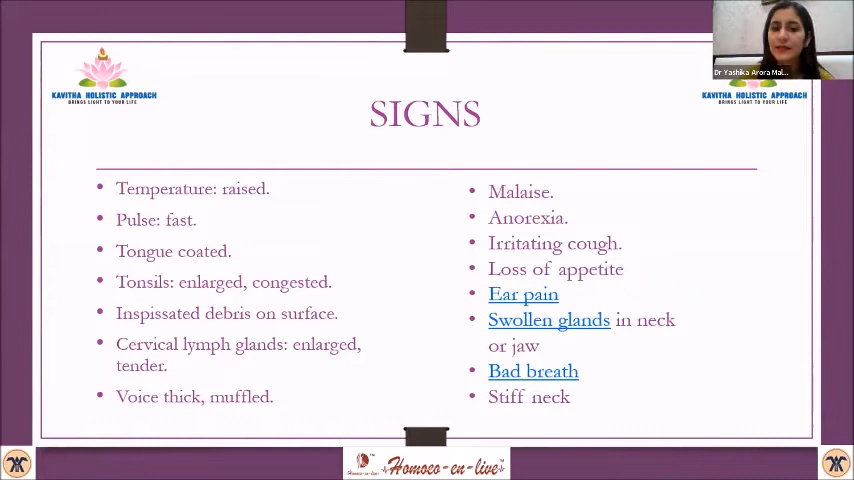 Dr Yashika Arora Mal...
KAVITHA HOLISTIC APPROACH
BRINGS LIGHT TO YOUR LIFE
KAVITHA HOLISTIC APPROACH
BRINGS LIGHT TO YOUR LIFE
SIGNS
• Temperature: raised.
• Pulse: fast.
• Tongue coated.
• Tonsils: enlarged, congested.
• Inspissated debris on surface.
• Cervical lymph glands: enlarged,
tender.
• Voice thick, muffled.
• Malaise.
• Anorexia.
• Irritating cough.
• Loss of appetite
• Ear pain
• Swollen glands in neck
or jaw
• Bad breath
• Stiff neck
Homoeo-en-live